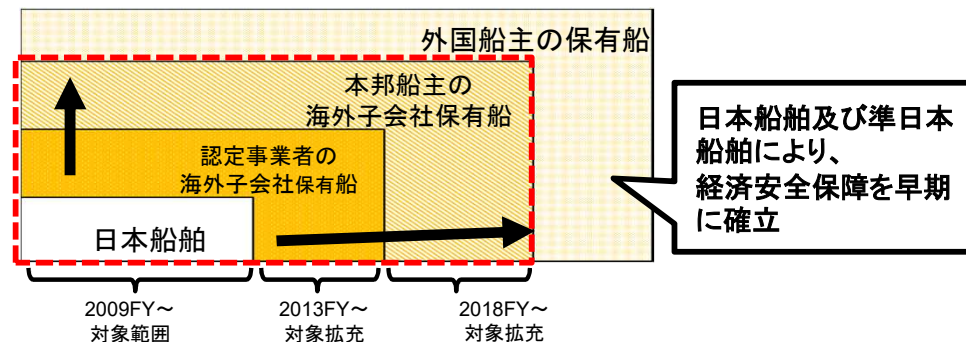 外国船主の保有船
本邦船主の
海外子会社保有船
認定事業者の
海外子会社保有船
日本船舶
日本船舶及び準日本
船舶により、
経済安全保障を早期
に確立
2009FY～
対象範囲
2013FY～
対象拡充
2018FY～
対象拡充